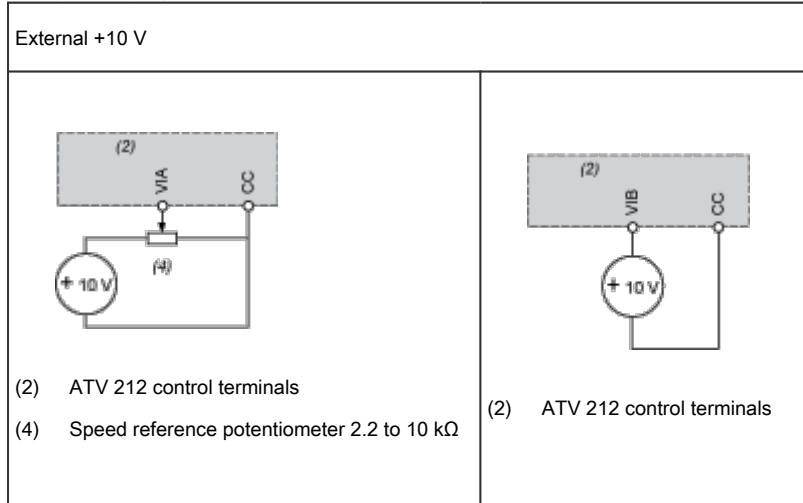 External +10 V
(2)
VIA
CC
(4)
+ 10 V
(2) ATV 212 control terminals
(4) Speed reference potentiometer 2.2 to 10 kΩ
(2)
VIB
CC
+ 10 V
(2) ATV 212 control terminals